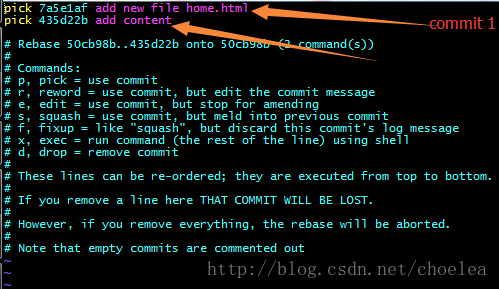 pick 7a5e1af add new file home.html
commit 1
pick 435d22b add content
# Rebase 50cb98b..435d22b onto 50cb98b (2 command(s))
#
# Commands:
# p, pick = use commit
# r, reword = use commit, but edit the commit message
# e, edit = use commit, but stop for amending
# s, squash = use commit, but meld into previous commit
# f, fixup = like "squash", but discard this commit's log message
# x, exec = run command (the rest of the line) using shell
# d, drop = remove commit
#
# These lines can be re-ordered; they are executed from top to bottom.
#
# If you remove a line here THAT COMMIT WILL BE LOST.
#
# However, if you remove everything, the rebase will be aborted.
#
# Note that empty commits are commented out
~
~
http://blog.csdn.net/choelea